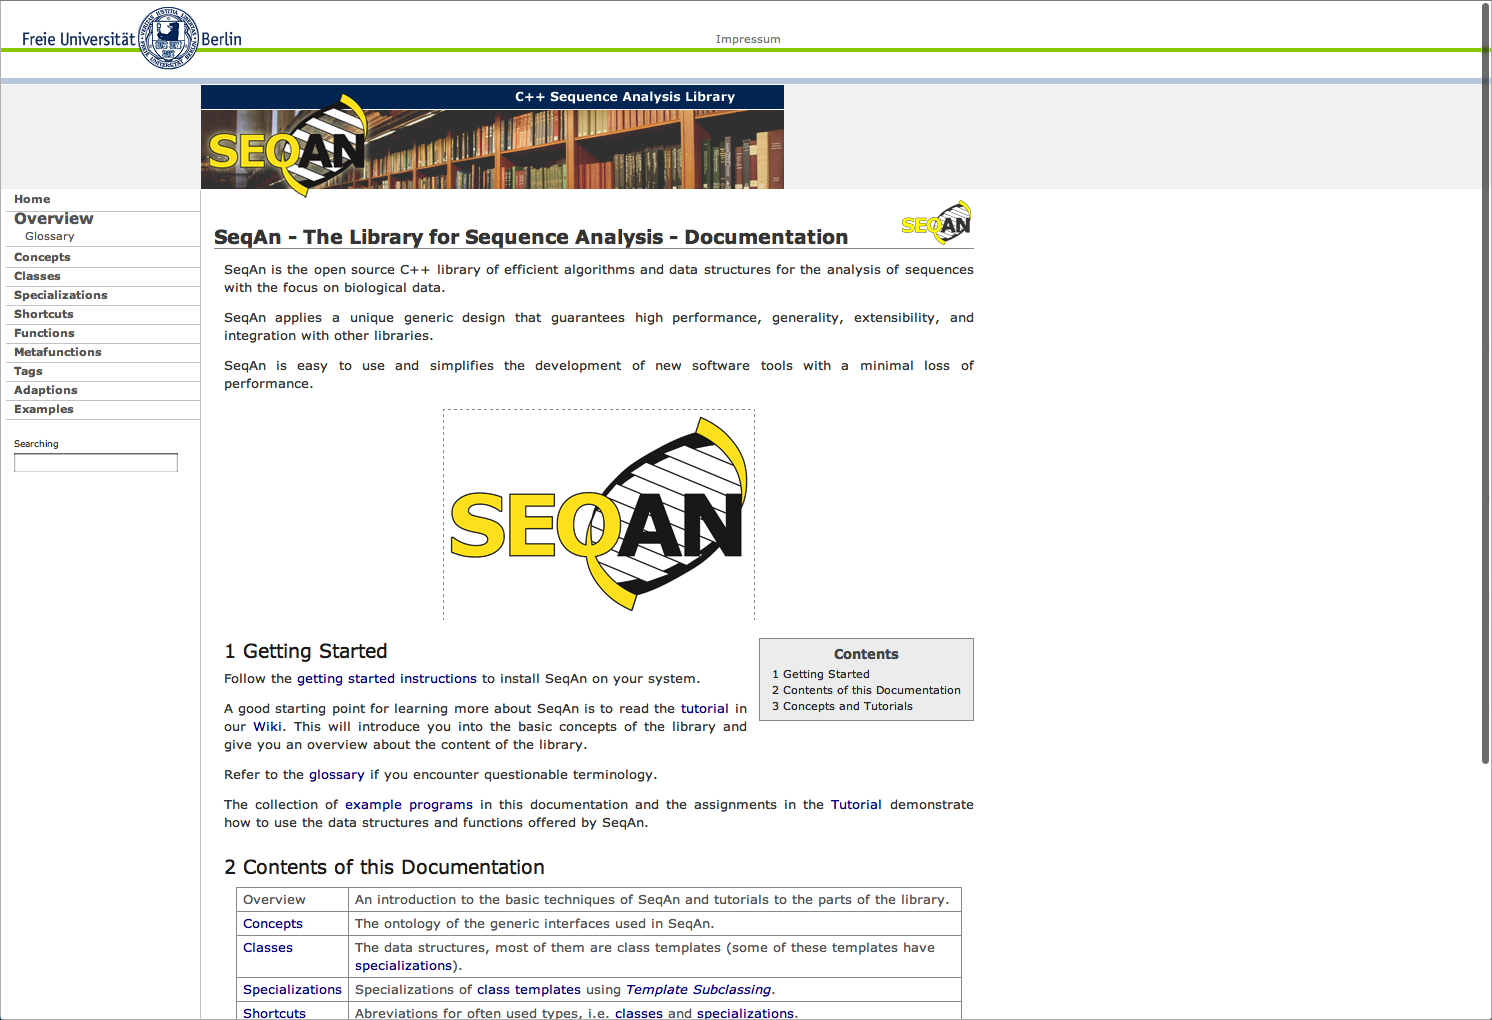 Freie Universität Berlin
Impressum
C++ Sequence Analysis Library
SEQAN
Home
Overview
Glossary
Concepts
Classes
Specializations
Shortcuts
Functions
Metafunctions
Tags
Adaptions
Examples
Searching
SEQAN
SeqAn - The Library for Sequence Analysis - Documentation
SeqAn is the open source C++ library of efficient algorithms and data structures for the analysis of sequences
with the focus on biological data.
SeqAn applies a unique generic design that guarantees high performance, generality, extensibility, and
integration with other libraries.
SeqAn is easy to use and simplifies the development of new software tools with a minimal loss of
performance.
SEQAN
1 Getting Started
Follow the getting started instructions to install SeqAn on your system.
A good starting point for learning more about SeqAn is to read the tutorial in
our Wiki. This will introduce you into the basic concepts of the library and
give you an overview about the content of the library.
Refer to the glossary if you encounter questionable terminology.
The collection of example programs in this documentation and the assignments in the Tutorial demonstrate
how to use the data structures and functions offered by SeqAn.
Contents
1 Getting Started
2 Contents of this Documentation
3 Concepts and Tutorials
2 Contents of this Documentation
Overview An introduction to the basic techniques of SeqAn and tutorials to the parts of the library.
Concepts The ontology of the generic interfaces used in SeqAn.
Classes The data structures, most of them are class templates (some of these templates have
specializations).
Specializations Specializations of class templates using Template Subclassing.
Shortcuts Abreviations for often used types, i.e. classes and specializations.